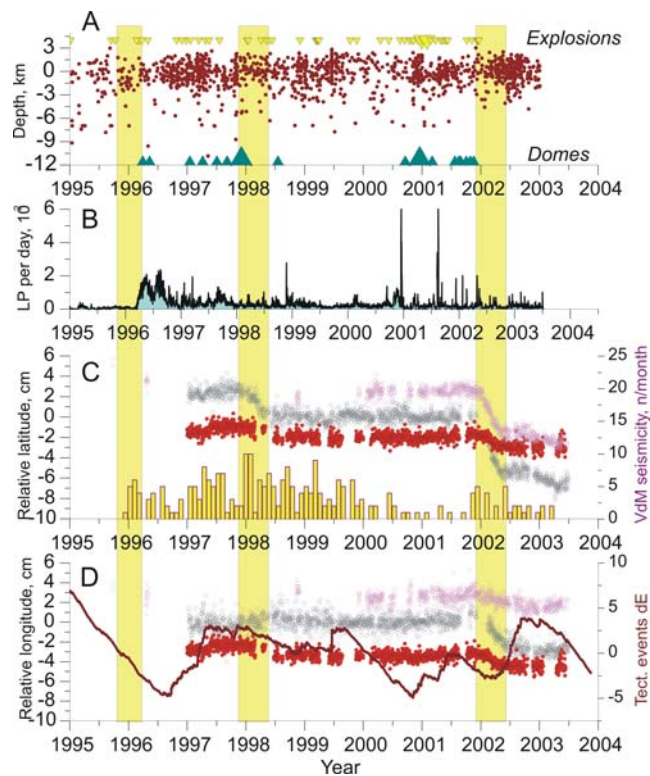 A
Explosions
3
0
-3
-6
-9
-12
Depth, km
Domes
1995 1996 1997 1998 1999 2000 2001 2002 2003 2004
B
6
4
2
0
LP per day, 10³
1995 1996 1997 1998 1999 2000 2001 2002 2003 2004
C
6
4
2
0
-2
-4
-6
-8
-10
Relative latitude, cm
25
20
15
10
5
0
VdM seismicity, n/month
1995 1996 1997 1998 1999 2000 2001 2002 2003 2004
D
6
4
2
0
-2
-4
-6
-8
-10
Relative longitude, cm
10
5
0
-5
Tect. events dE
1995 1996 1997 1998 1999 2000 2001 2002 2003 2004
Year